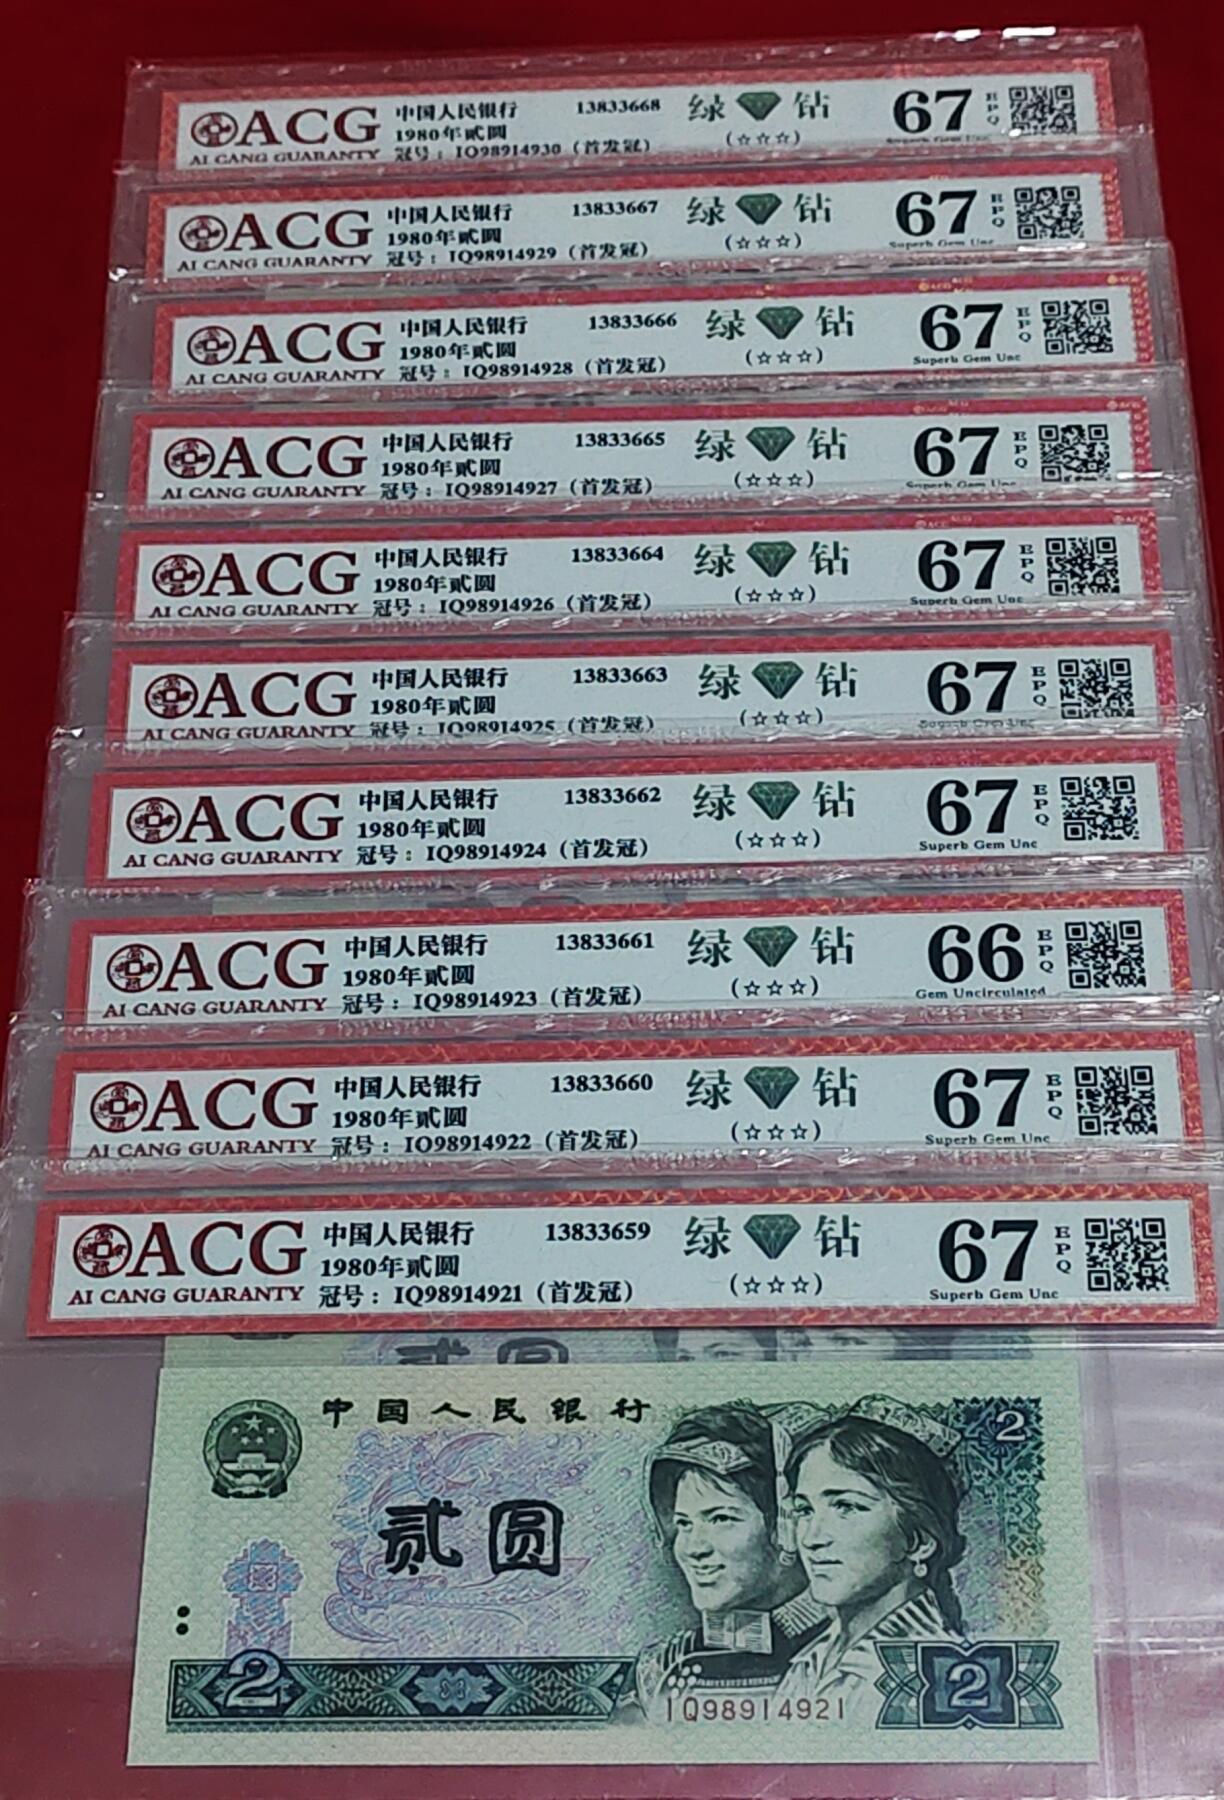 ACG 中国人民银行 13833668 绿 钻 67 EPQ
1980年贰圆 (☆☆☆)
AI CANG GUARANTY 冠号：IQ98914930（首发冠） Superb Gem Unc
ACG 中国人民银行 13833667 绿 钻 67 EPQ
1980年贰圆 (☆☆☆)
AI CANG GUARANTY 冠号：IQ98914929（首发冠） Superb Gem Unc
ACG 中国人民银行 13833666 绿 钻 67 EPQ
1980年贰圆 (☆☆☆)
AI CANG GUARANTY 冠号：IQ98914928（首发冠） Superb Gem Unc
ACG 中国人民银行 13833665 绿 钻 67 EPQ
1980年贰圆 (☆☆☆)
AI CANG GUARANTY 冠号：IQ98914927（首发冠） Superb Gem Unc
ACG 中国人民银行 13833664 绿 钻 67 EPQ
1980年贰圆 (☆☆☆)
AI CANG GUARANTY 冠号：IQ98914926（首发冠） Superb Gem Unc
ACG 中国人民银行 13833663 绿 钻 67 EPQ
1980年贰圆 (☆☆☆)
AI CANG GUARANTY 冠号：IQ98914925（首发冠） Superb Gem Unc
ACG 中国人民银行 13833662 绿 钻 67 EPQ
1980年贰圆 (☆☆☆)
AI CANG GUARANTY 冠号：IQ98914924（首发冠） Superb Gem Unc
ACG 中国人民银行 13833661 绿 钻 66 EPQ
1980年贰圆 (☆☆☆)
AI CANG GUARANTY 冠号：IQ98914923（首发冠） Gem Uncirculated
ACG 中国人民银行 13833660 绿 钻 67 EPQ
1980年贰圆 (☆☆☆)
AI CANG GUARANTY 冠号：IQ98914922（首发冠） Superb Gem Unc
ACG 中国人民银行 13833659 绿 钻 67 EPQ
1980年贰圆 (☆☆☆)
AI CANG GUARANTY 冠号：IQ98914921（首发冠） Superb Gem Unc
中国人民银行 2
贰圆
2 2
IQ98914921